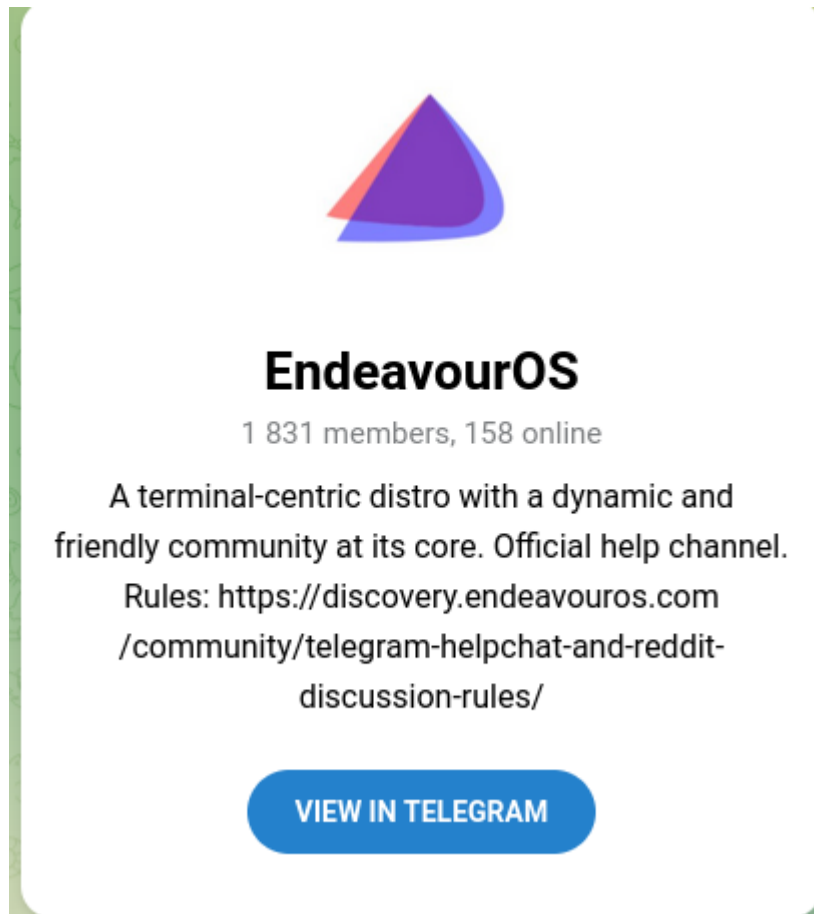 EndeavourOS
1 831 members, 158 online
A terminal-centric distro with a dynamic and
friendly community at its core. Official help channel.
Rules: https://discovery.endeavouros.com
/community/telegram-helpchat-and-reddit-
discussion-rules/
VIEW IN TELEGRAM